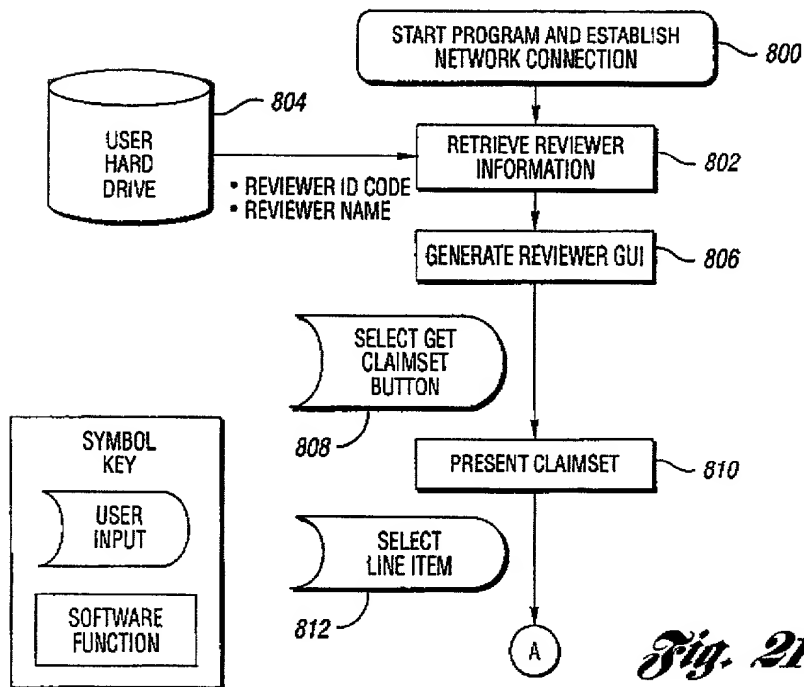 START PROGRAM AND ESTABLISH
NETWORK CONNECTION
800
804
USER
HARD
DRIVE
RETRIEVE REVIEWER
INFORMATION
802
• REVIEWER ID CODE
• REVIEWER NAME
GENERATE REVIEWER GUI
806
SELECT GET
CLAIMSET
BUTTON
808
PRESENT CLAIMSET
810
SYMBOL
KEY
USER
INPUT
SOFTWARE
FUNCTION
SELECT
LINE ITEM
812
A
Fig.